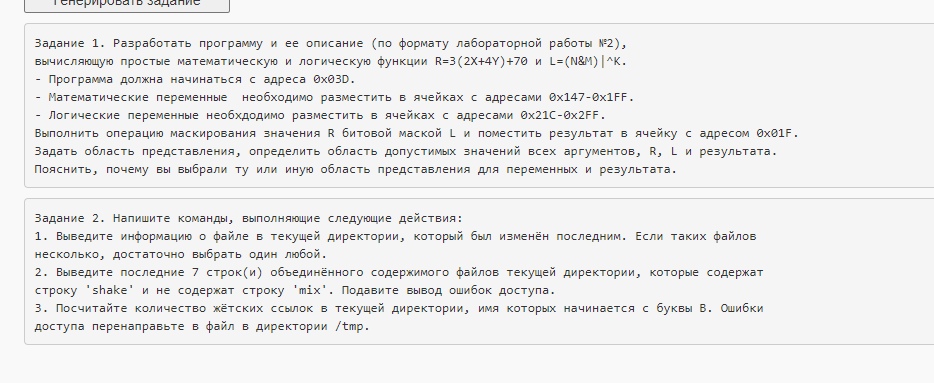 Генерировать задание
Задание 1. Разработать программу и ее описание (по формату лабораторной работы №2),
вычисляющую простые математическую и логическую функции R=3(2X+4Y)+70 и L=(N&M)|^K.
- Программа должна начинаться с адреса 0x03D.
- Математические переменные  необходимо разместить в ячейках с адресами 0x147-0x1FF.
- Логические переменные необхдодимо разместить в ячейках с адресами 0x21C-0x2FF.
Выполнить операцию маскирования значения R битовой маской L и поместить результат в ячейку с адресом 0x01F.
Задать область представления, определить область допустимых значений всех аргументов, R, L и результата.
Пояснить, почему вы выбрали ту или иную область представления для переменных и результата.
Задание 2. Напишите команды, выполняющие следующие действия:
1. Выведите информацию о файле в текущей директории, который был изменён последним. Если таких файлов
несколько, достаточно выбрать один любой.
2. Выведите последние 7 строк(и) объединённого содержимого файлов текущей директории, которые содержат
строку 'shake' и не содержат строку 'mix'. Подавите вывод ошибок доступа.
3. Посчитайте количество жётских ссылок в текущей директории, имя которых начинается с буквы B. Ошибки
доступа перенаправьте в файл в директории /tmp.